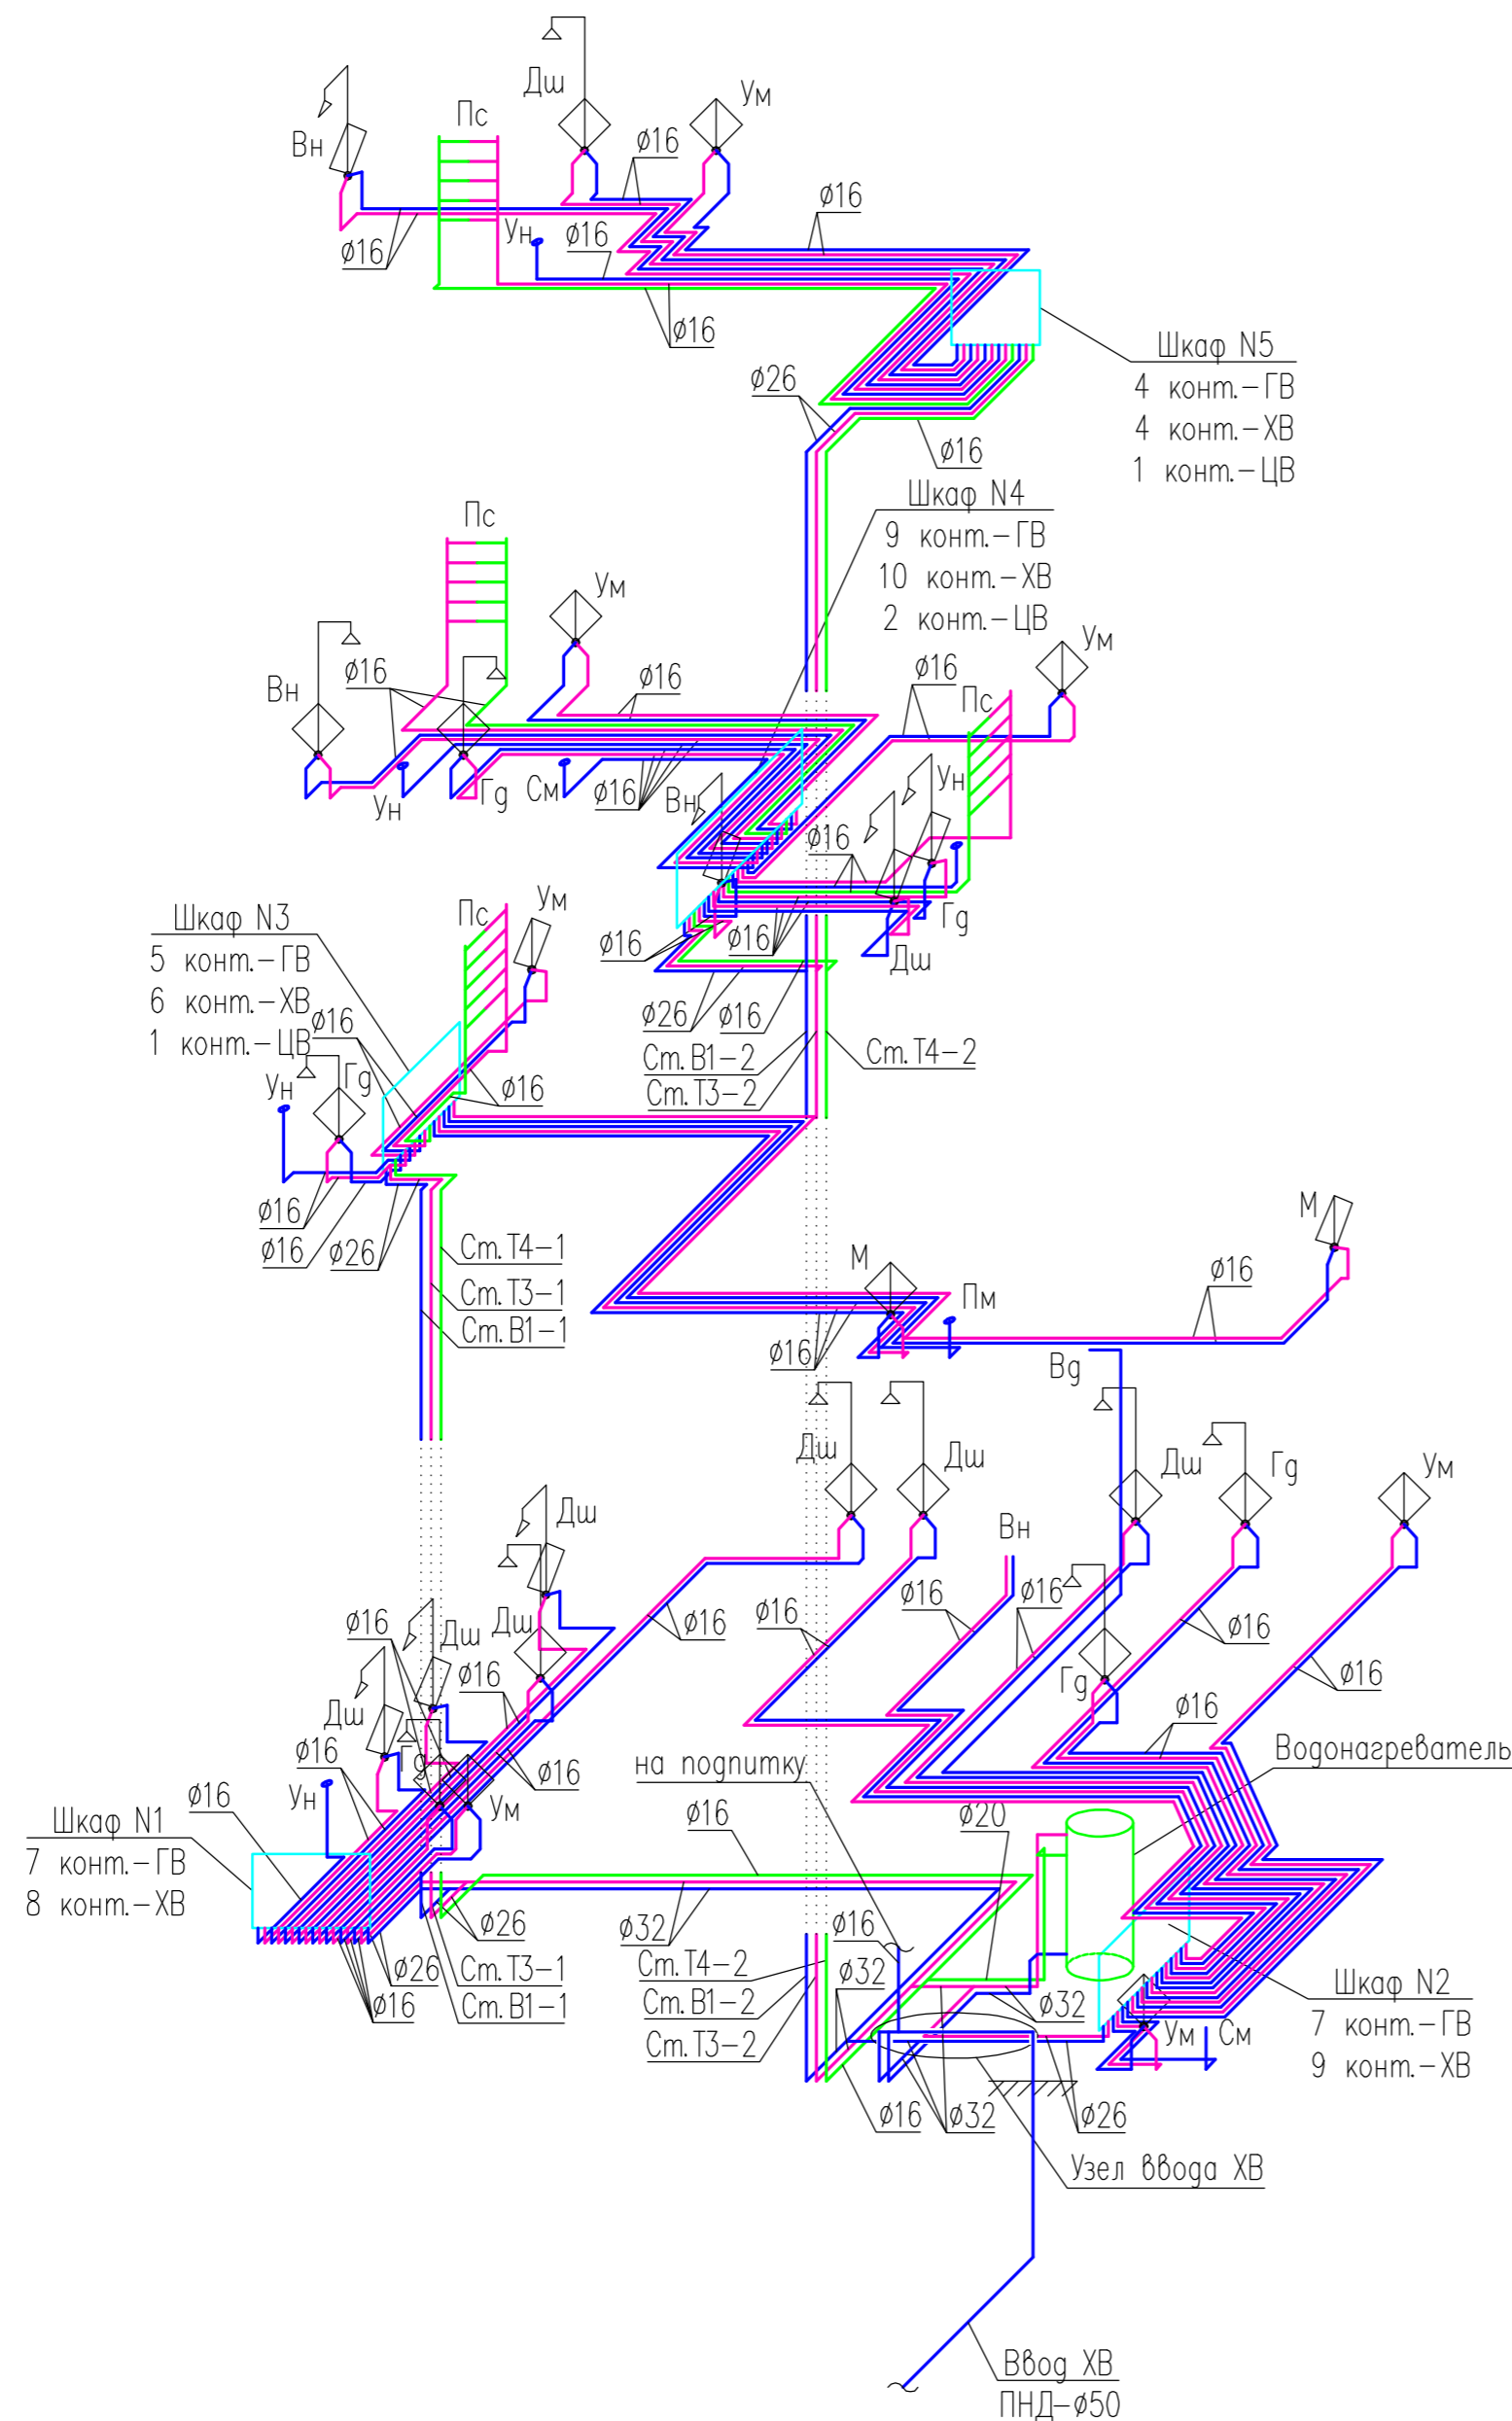 Дш
Ум
Пс
Вн
ø16
ø16
Ун
ø16
ø16
ø16
Шкаф N5
4 конт.-ГВ
4 конт.-ХВ
1 конт.-ЦВ
ø26
ø16
Шкаф N4
9 конт.-ГВ
10 конт.-ХВ
2 конт.-ЦВ
Пс
Ум
Ум
Вн
ø16
ø16
ø16
Пс
Ун
Гд
См
ø16
Вн
Ун
ø16
Гд
Дш
ø16
ø16
ø26
ø16
Ст.В1-2
Ст.Т3-2
Ст.Т4-2
Шкаф N3
5 конт.-ГВ
6 конт.-ХВ
1 конт.-ЦВ
Пс
Ум
ø16
Ун
Гд
ø16
ø16
ø16
ø26
Ст.Т4-1
Ст.Т3-1
Ст.В1-1
М
ø16
М
Пм
ø16
Вд
Дш
Дш
Дш
Гд
Ум
Вн
Дш
ø16
Дш
Дш
ø16
ø16
ø16
ø16
ø16
ø16
Гд
ø16
Дш
ø16
Гд
ø16
ø16
на подпитку
Водонагреватель
ø16
Ун
Ум
Шкаф N1
7 конт.-ГВ
8 конт.-ХВ
ø16
ø20
ø26
ø32
ø16
ø26
ø16
Ст.Т3-1
Ст.В1-1
Ст.Т4-2
Ст.В1-2
Ст.Т3-2
ø32
ø32
Шкаф N2
7 конт.-ГВ
9 конт.-ХВ
Ум
См
ø16
ø32
ø26
Узел ввода ХВ
Ввод ХВ
ПНД-ø50